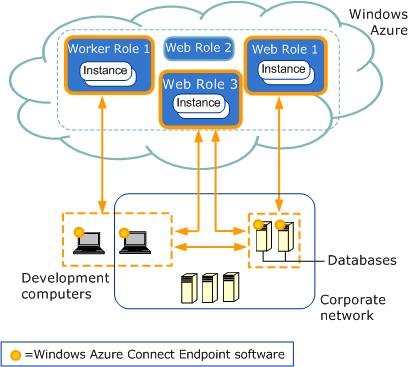 Windows
Azure
Worker Role 1
Instance
Web Role 2
Web Role 1
Instance
Web Role 3
Instance
Development
computers
Databases
Corporate
network
=Windows Azure Connect Endpoint software